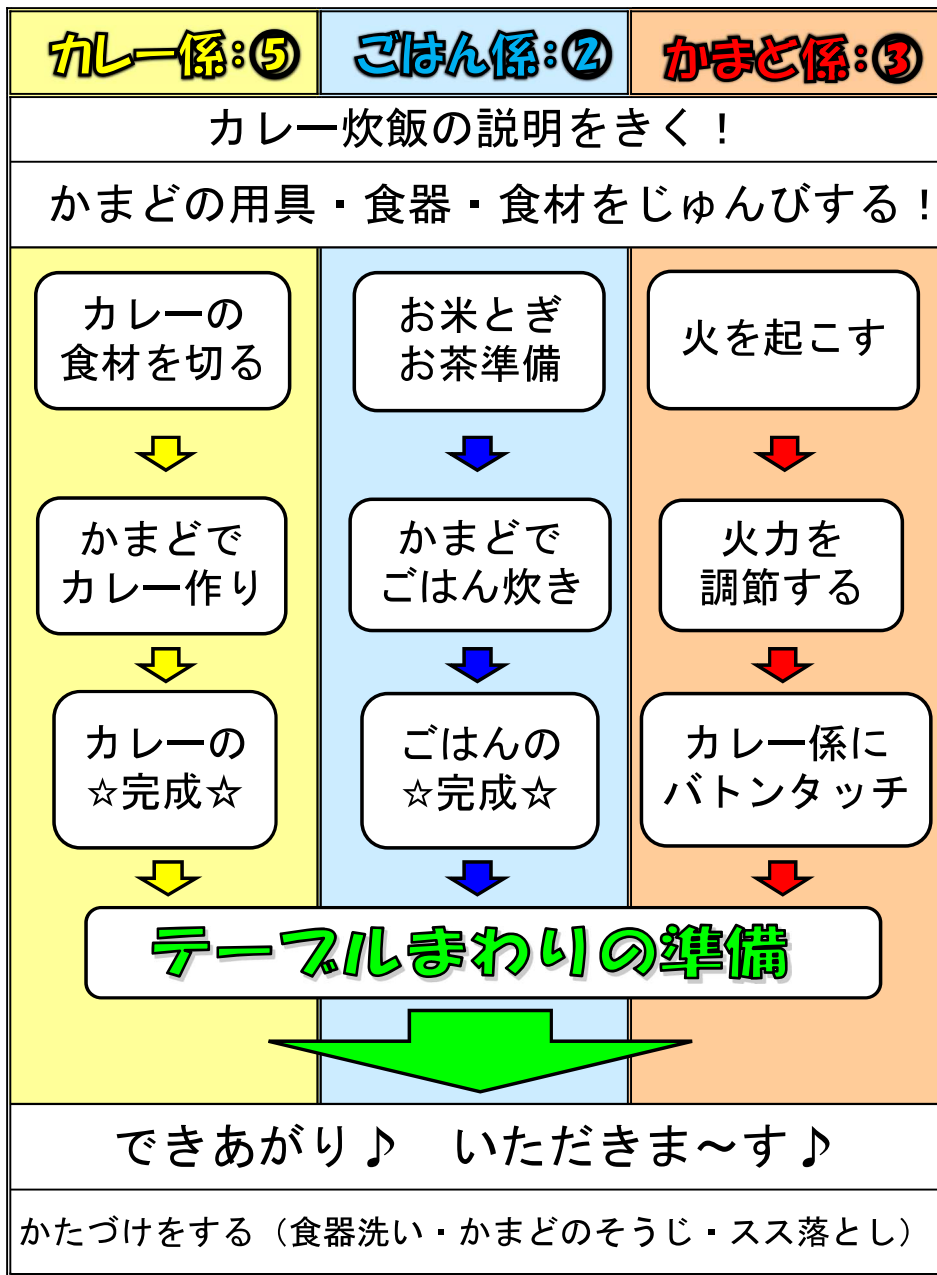 カレー係:❺
ごはん係:❷
かまど係:❸
カレー炊飯の説明をきく！
かまどの用具・食器・食材をじゅんびする！
カレーの
食材を切る
お米とぎ
お茶準備
火を起こす
かまどで
カレー作り
かまどで
ごはん炊き
火力を
調節する
カレーの
☆完成☆
ごはんの
☆完成☆
カレー係に
バトンタッチ
テーブルまわりの準備
できあがり♪　いただきま～す♪
かたづけをする（食器洗い・かまどのそうじ・スス落とし）